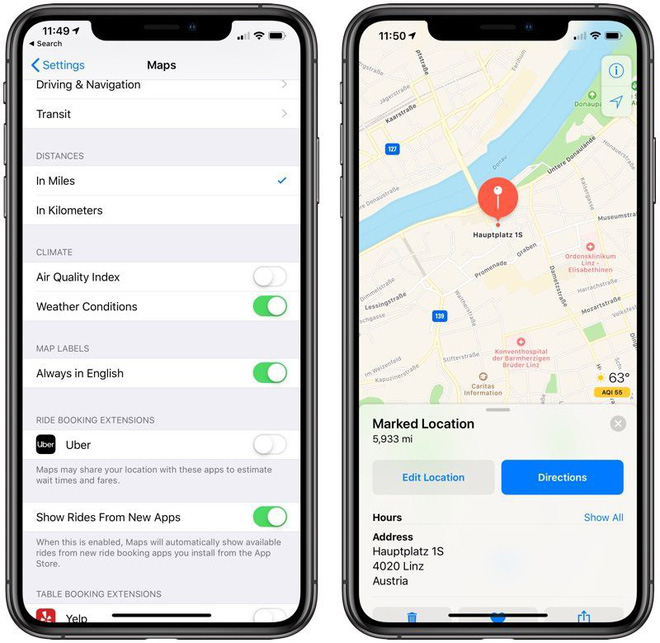 11:49
Search
Settings
Maps
Driving & Navigation
Transit
DISTANCES
In Miles
In Kilometers
CLIMATE
Air Quality Index
Weather Conditions
MAP LABELS
Always in English
RIDE BOOKING EXTENSIONS
Uber Uber
Maps may share your location with these apps to estimate
wait times and fares.
Show Rides From New Apps
When this is enabled, Maps will automatically show available
rides from new ride booking apps you install from the App
Store.
TABLE BOOKING EXTENSIONS
Yelp
11:50
Kaarstraße
127
Donau
Untere Donaulände
Hauptplatz 1S
Museumstraße
Graben
Promenade
Ordensklinikum
Linz -
Elisabethinen
Harrachstraße
Dametzstraße
Mozartstraße
Lessingstraße
139
Stifterstraße
Konventhospital
der Barmherzigen
Brüder Linz
Caritas
Information
Kapuzinerstraße
63°
AQI 55
Marked Location
5,933 mi
Edit Location
Directions
Hours
Show All
Address
Hauptplatz 1S
4020 Linz
Austria